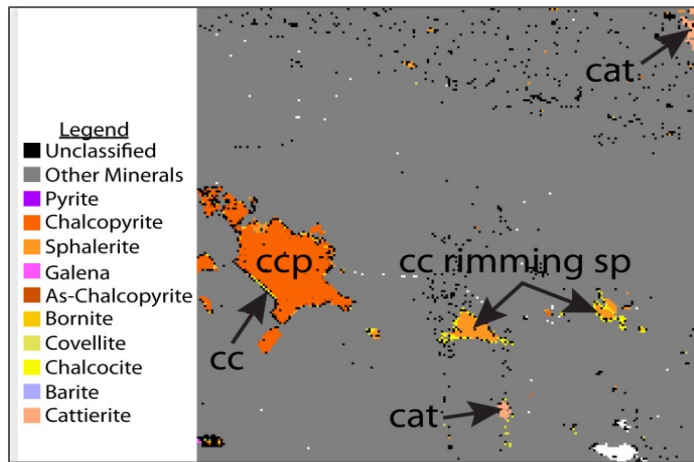 Legend
Unclassified
Other Minerals
Pyrite
Chalcopyrite
Sphalerite
Galena
As-Chalcopyrite
Bornite
Covellite
Chalcocite
Barite
Cattierite
cat
ccp
cc rimming sp
cc
cat